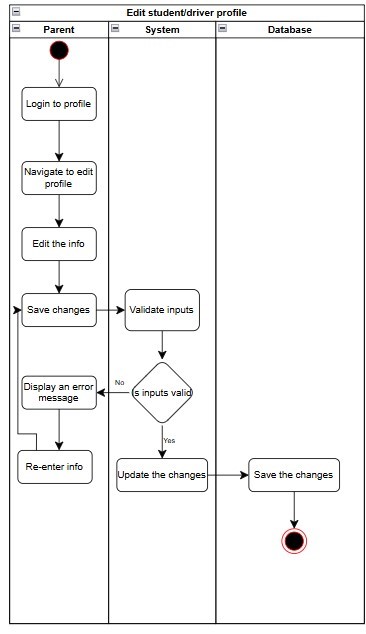 Edit student/driver profile
Parent
System
Database
Login to profile
Navigate to edit
profile
Edit the info
Save changes
Validate inputs
Display an error
message
No
s inputs valid
Yes
Re-enter info
Update the changes
Save the changes